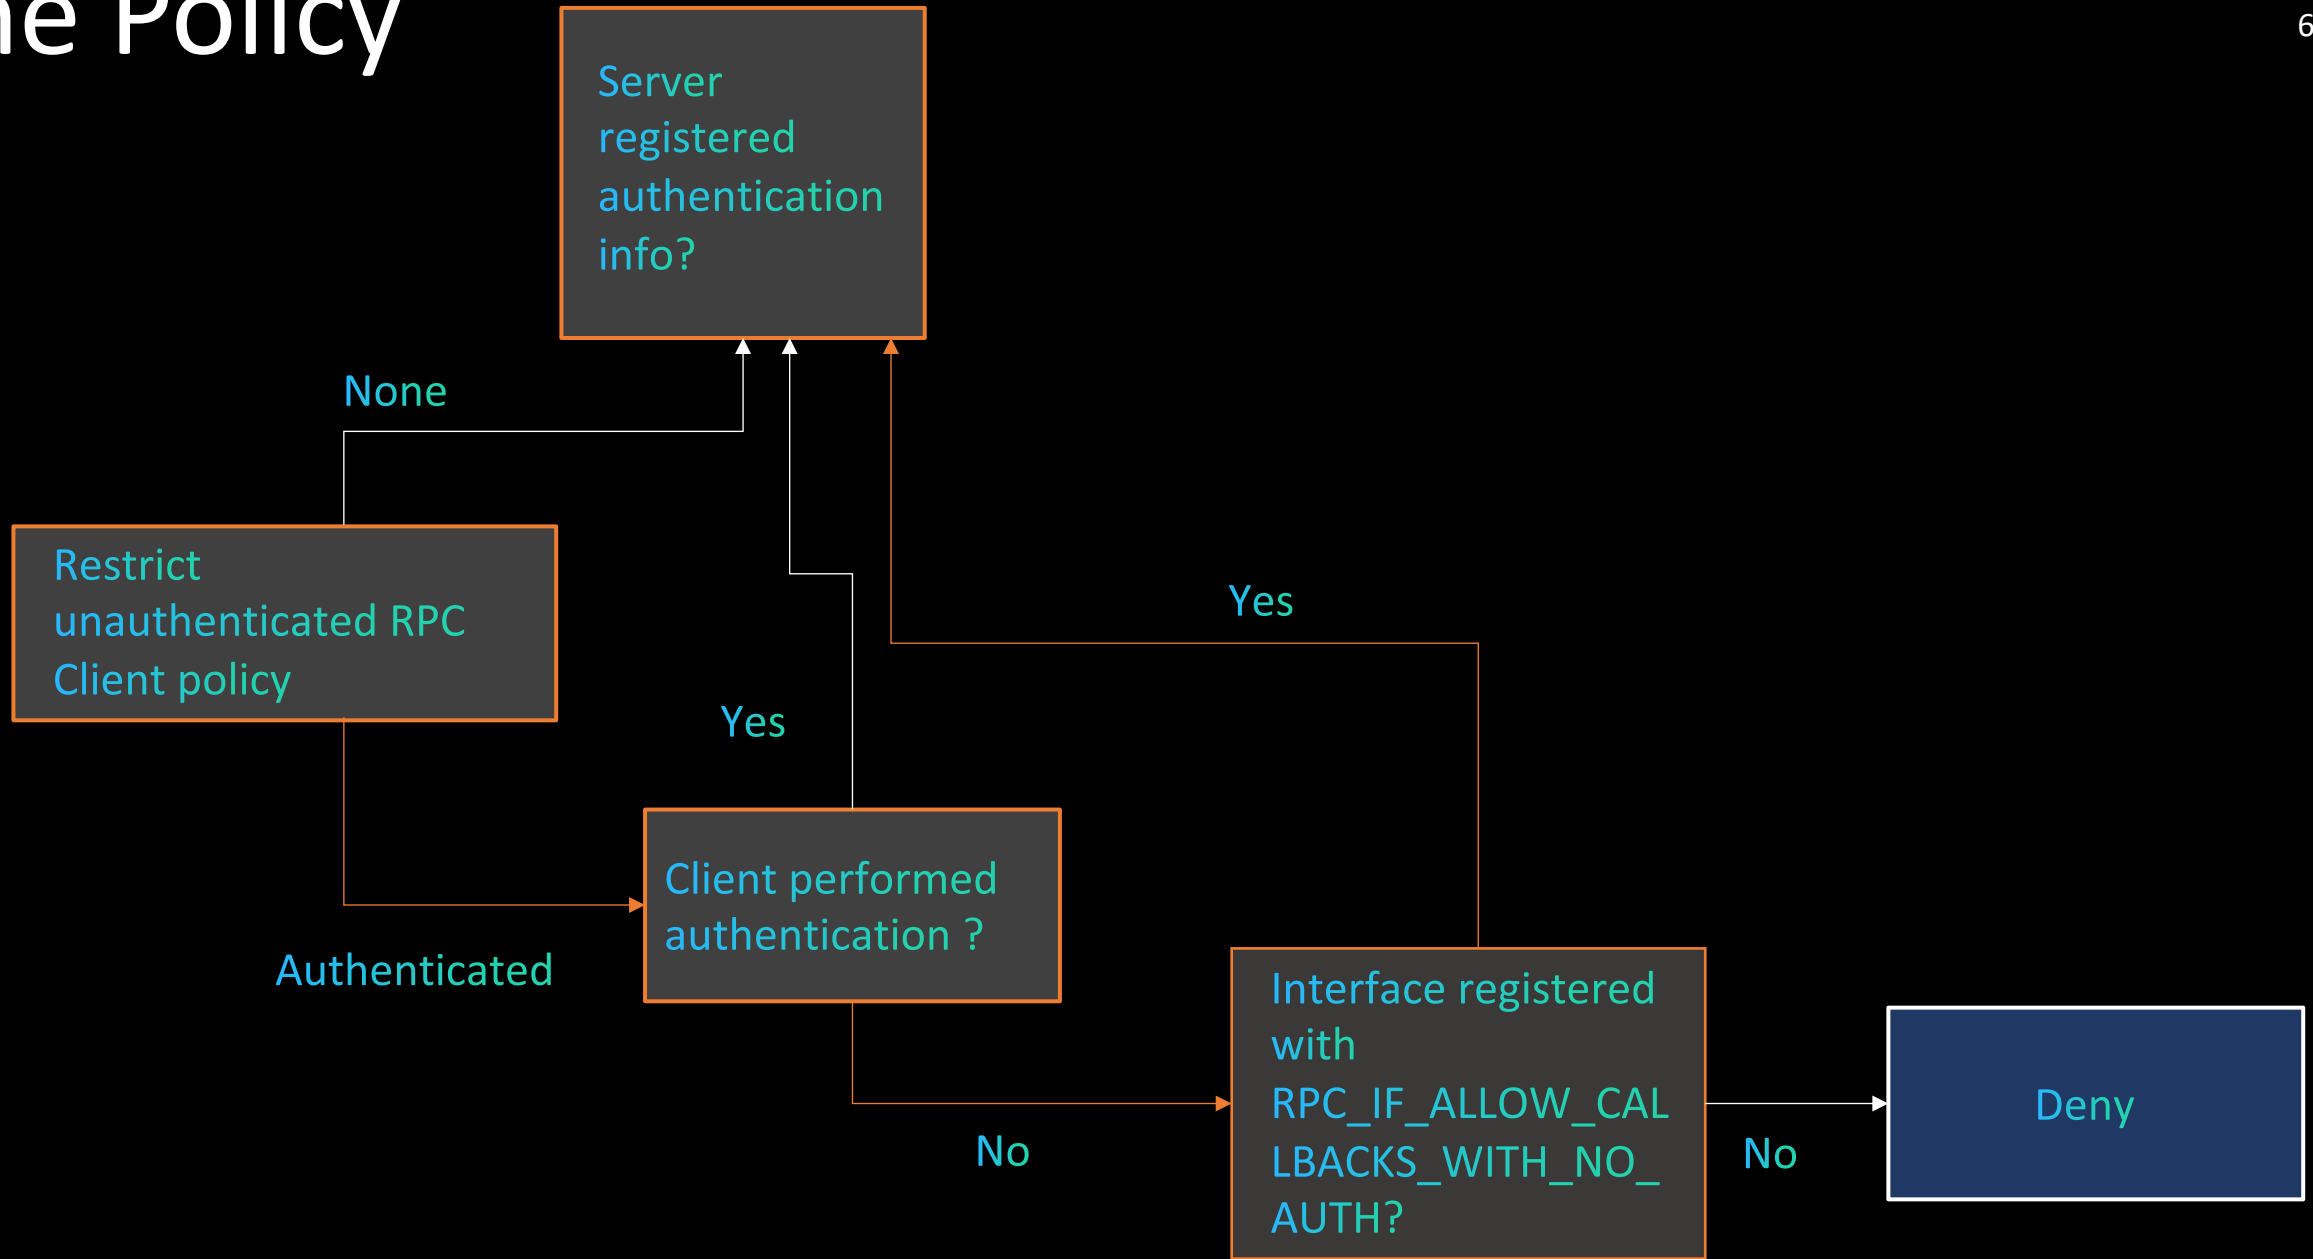 ne Policy
6
Server
registered
authentication
info?
None
Restrict
unauthenticated RPC
Client policy
Yes
Yes
Client performed
authentication ?
Authenticated
Interface registered
with
RPC_IF_ALLOW_CAL
LBACKS_WITH_NO_
AUTH?
No
No
Deny